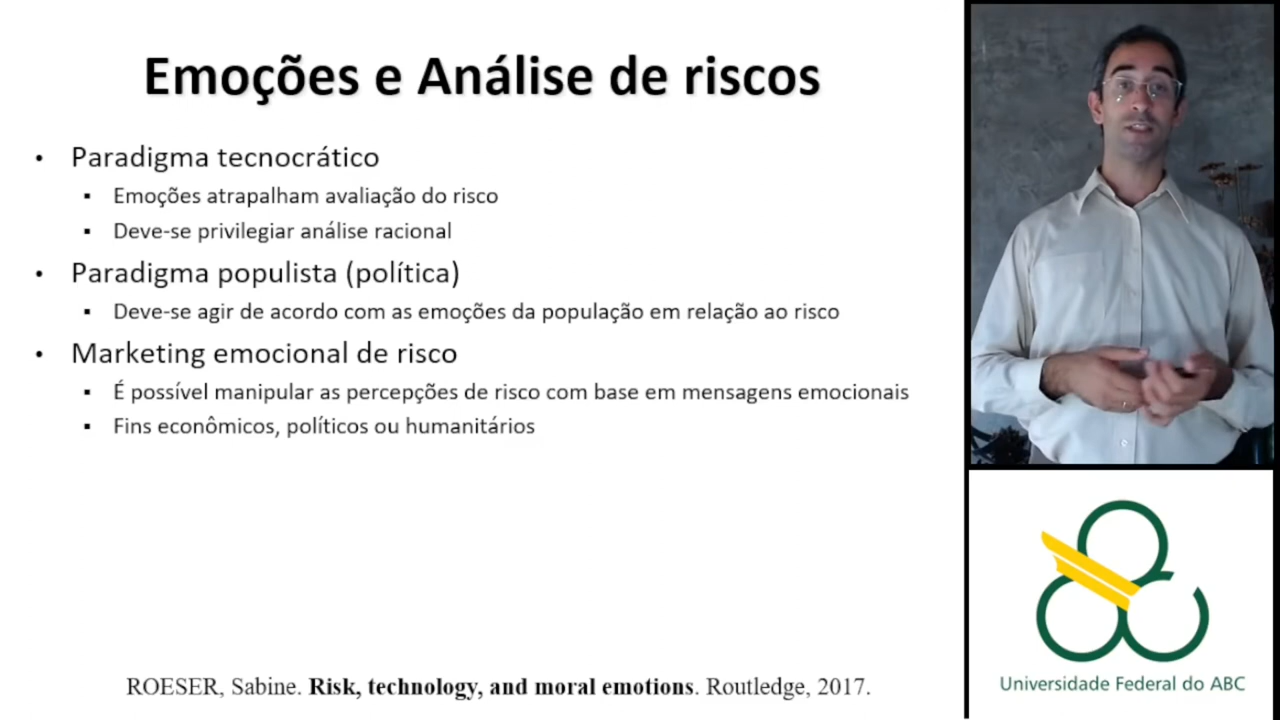 Emoções e Análise de riscos
• Paradigma tecnocrático
▪ Emoções atrapalham avaliação do risco
▪ Deve-se privilegiar análise racional
• Paradigma populista (política)
▪ Deve-se agir de acordo com as emoções da população em relação ao risco
• Marketing emocional de risco
▪ É possível manipular as percepções de risco com base em mensagens emocionais
▪ Fins econômicos, políticos ou humanitários
ROESER, Sabine. Risk, technology, and moral emotions. Routledge, 2017.
Universidade Federal do ABC